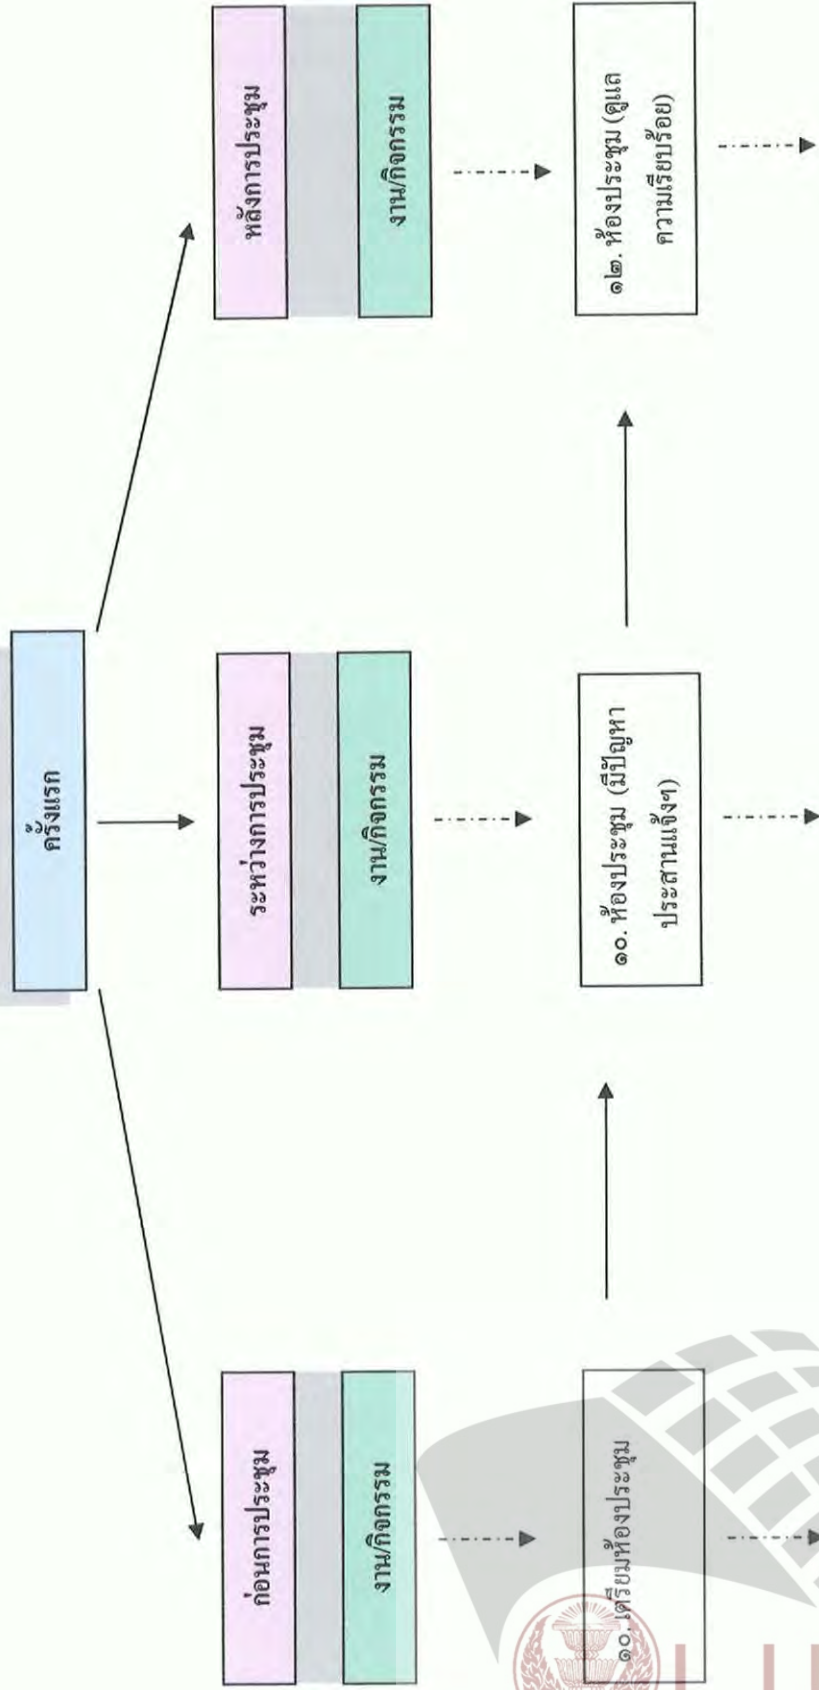 ครั้งแรก
ก่อนการประชุม
ระหว่างการประชุม
หลังการประชุม
งาน/กิจกรรม
งาน/กิจกรรม
งาน/กิจกรรม
๑๐. เตรียมห้องประชุม
๑๐. ห้องประชุม (มีปัญหา
ประสานแจ้งฯ)
๑๒. ห้องประชุม (ดูแล
ความเรียบร้อย)